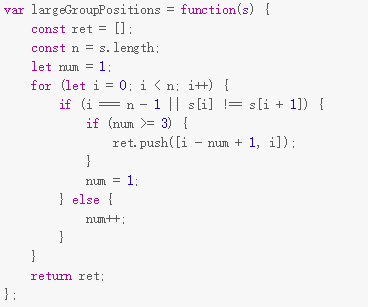 var largeGroupPositions = function(s) {
    const ret = [];
    const n = s.length;
    let num = 1;
    for (let i = 0; i < n; i++) {
        if (i === n - 1 || s[i] !== s[i + 1]) {
            if (num >= 3) {
                ret.push([i - num + 1, i]);
            }
            num = 1;
        } else {
            num++;
        }
    }
    return ret;
};